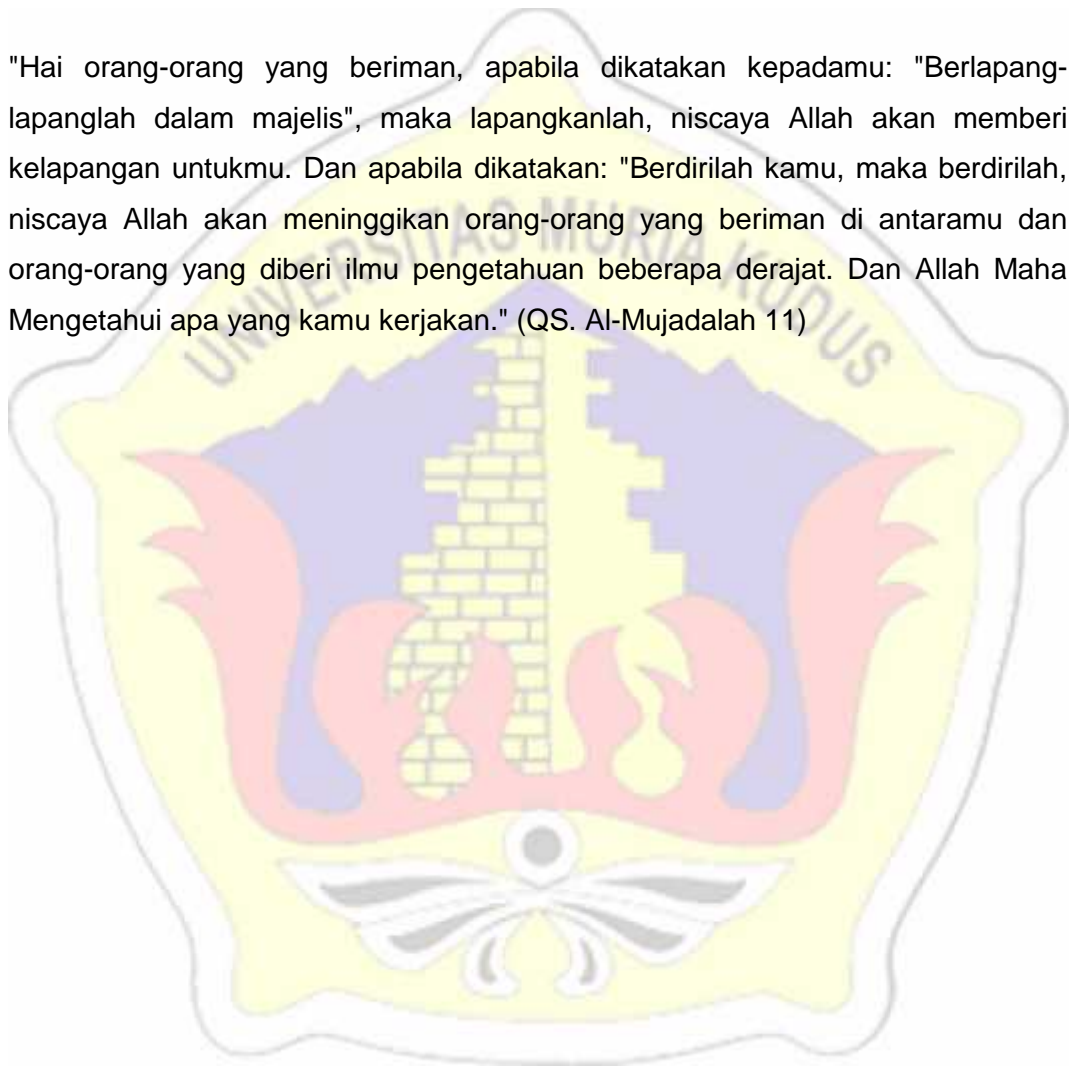 "Hai orang-orang yang beriman, apabila dikatakan kepadamu: "Berlapang-
lapanglah dalam majelis", maka lapangkanlah, niscaya Allah akan memberi
kelapangan untukmu. Dan apabila dikatakan: "Berdirilah kamu, maka berdirilah,
niscaya Allah akan meninggikan orang-orang yang beriman di antaramu dan
orang-orang yang diberi ilmu pengetahuan beberapa derajat. Dan Allah Maha
Mengetahui apa yang kamu kerjakan." (QS. Al-Mujadalah 11)
UNIVERSITAS MURIA KUDUS